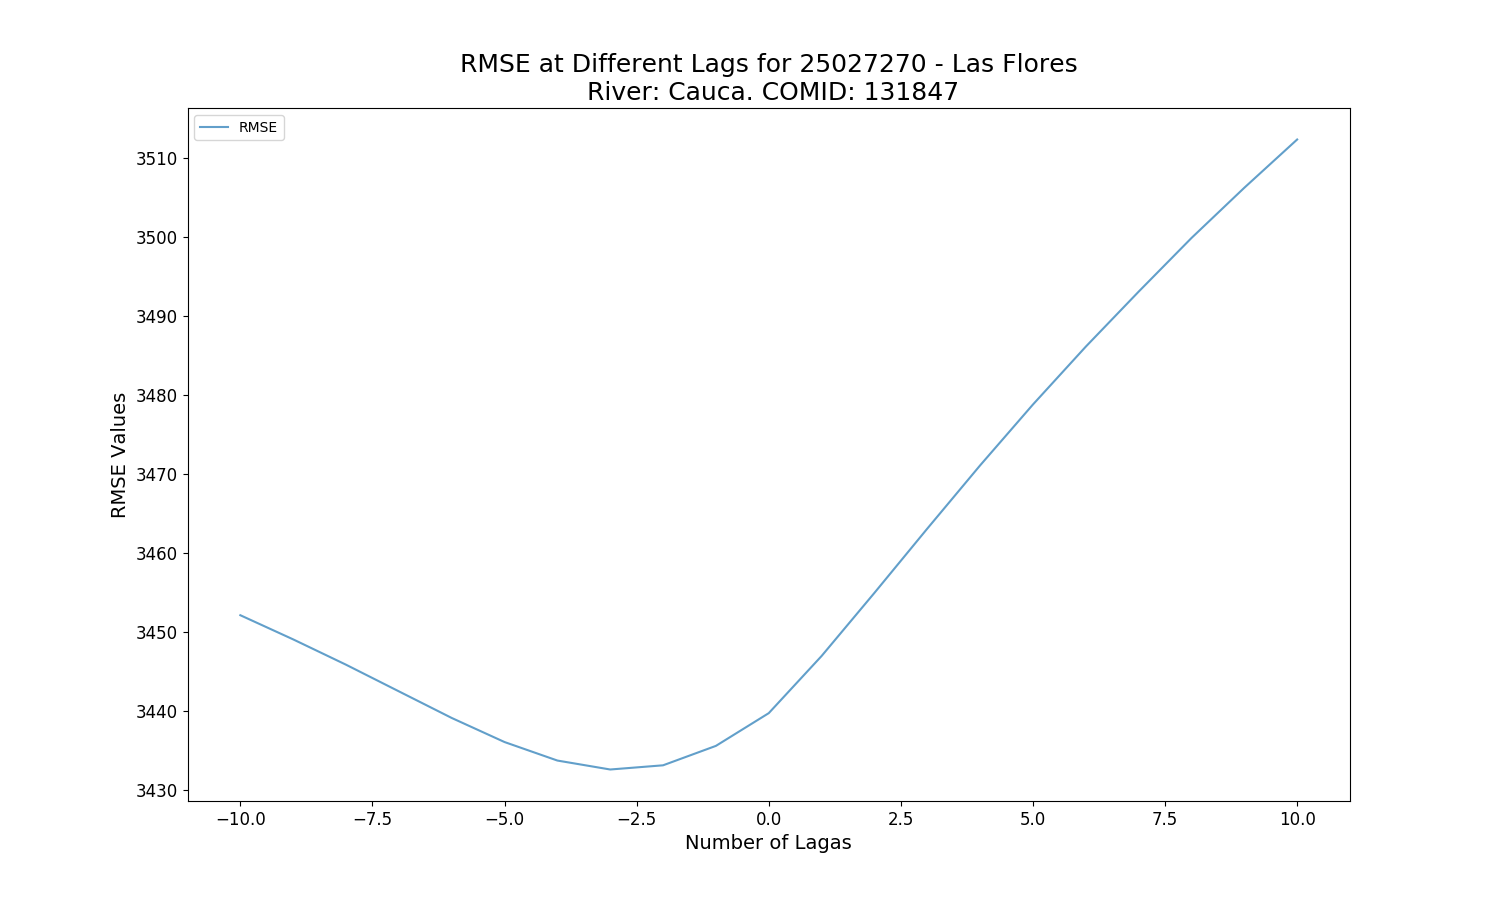 RMSE at Different Lags for 25027270 - Las Flores
River: Cauca. COMID: 131847
RMSE
3510
3500
3490
3480
3470
3460
3450
3440
3430
RMSE Values
−10.0 −7.5 −5.0 −2.5 0.0 2.5 5.0 7.5 10.0
Number of Lagas